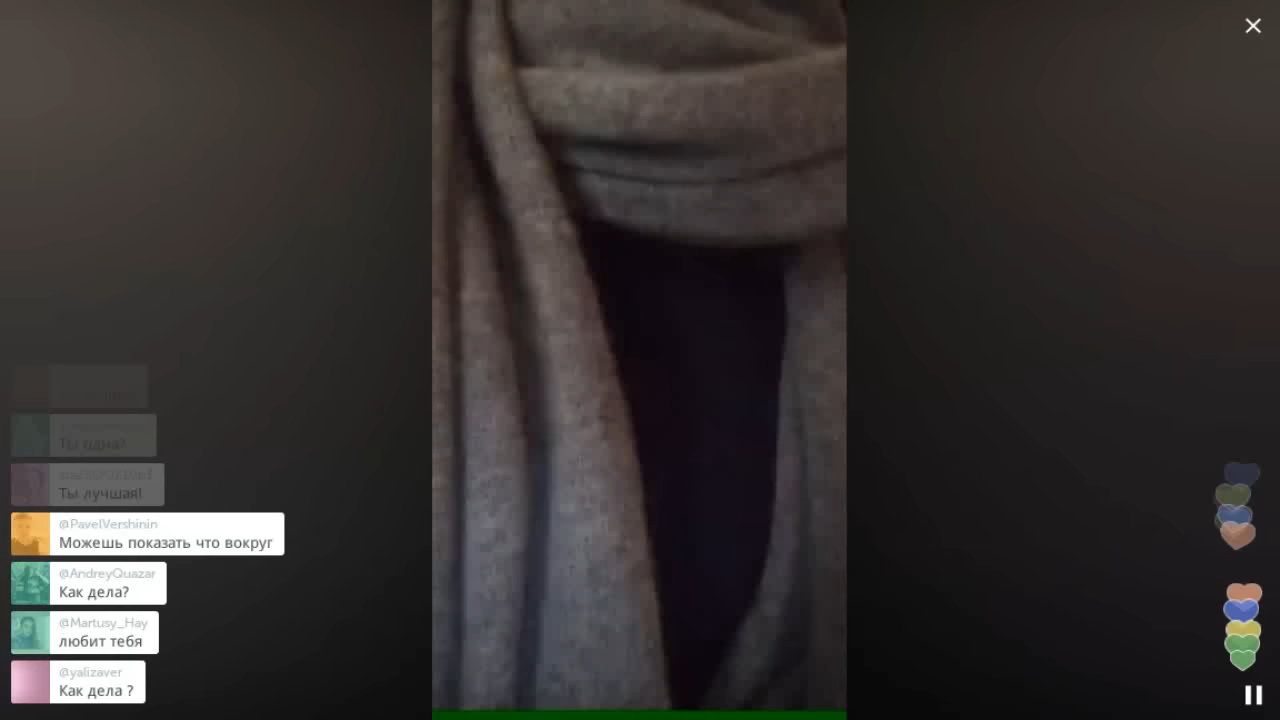 Ты одна?
Ты лучшая!
@PavelVershinin
Можешь показать что вокруг
@AndreyQuazar
Как дела?
@Martusy_Hay
любит тебя
@yalizaver
Как дела ?